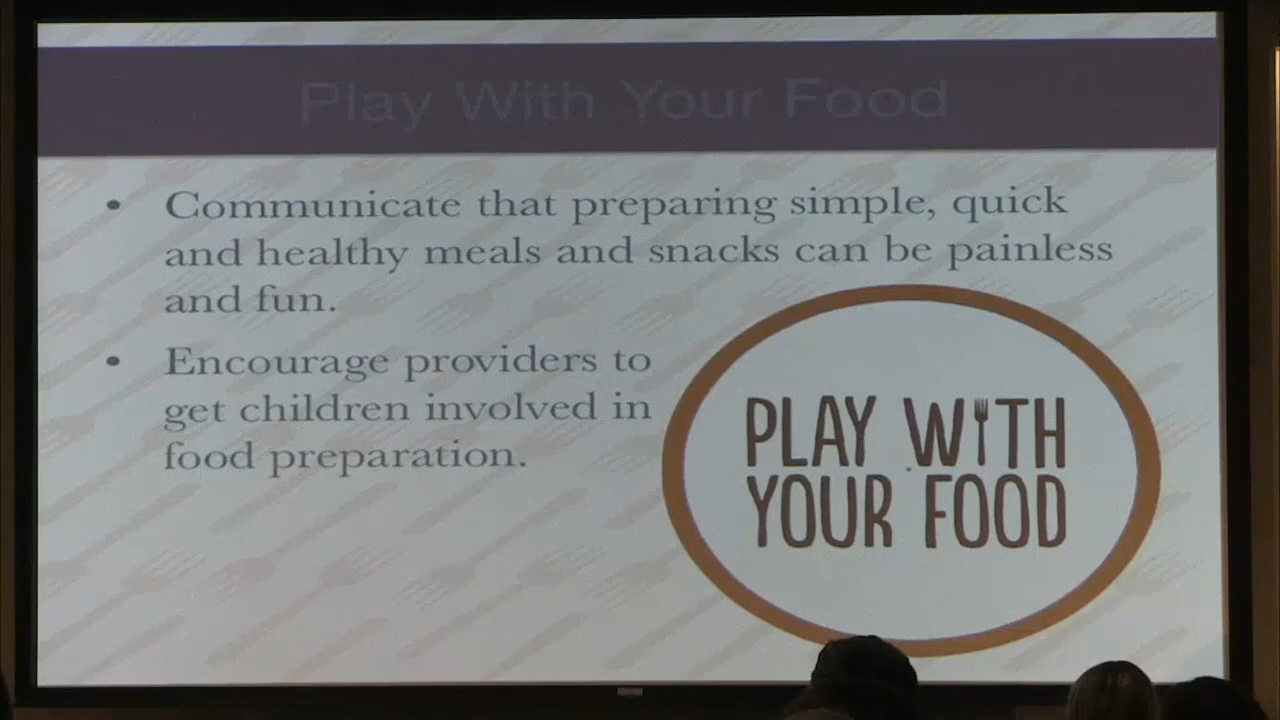 Play With Your Food
• Communicate that preparing simple, quick
and healthy meals and snacks can be painless
and fun.
• Encourage providers to
get children involved in
food preparation.
PLAY WITH
YOUR FOOD